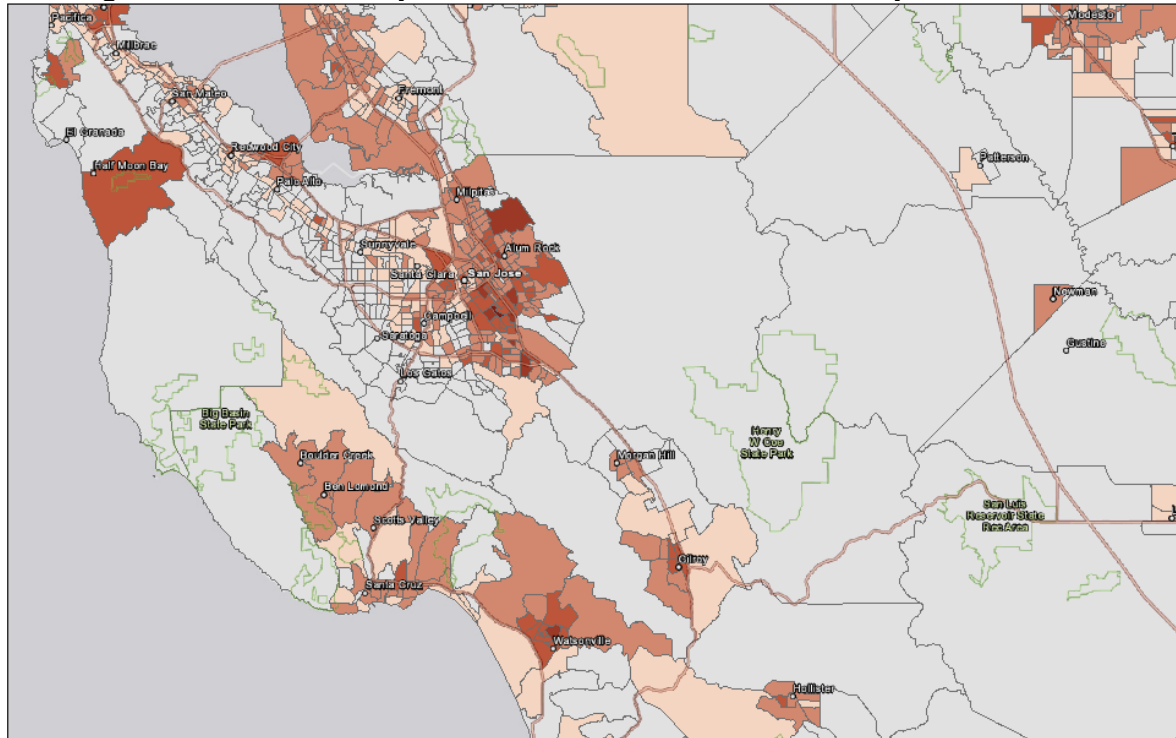 Pacifica
Millbrae
Modesto
San Mateo
Fremont
El Granada
Redwood City
Half Moon Bay
Palo Alto
Patterson
Milpitas
Sunnyvale
Alum Rock
Santa Clara
San Jose
Newman
Campbell
Saratoga
Gustine
Los Gatos
Big Basin
State Park
Henry
W Coe
State Park
Boulder Creek
Morgan Hill
Ben Lomond
San Luis
Reservoir State
Rec Area
Scotts Valley
Gilroy
Santa Cruz
Watsonville
Hollister